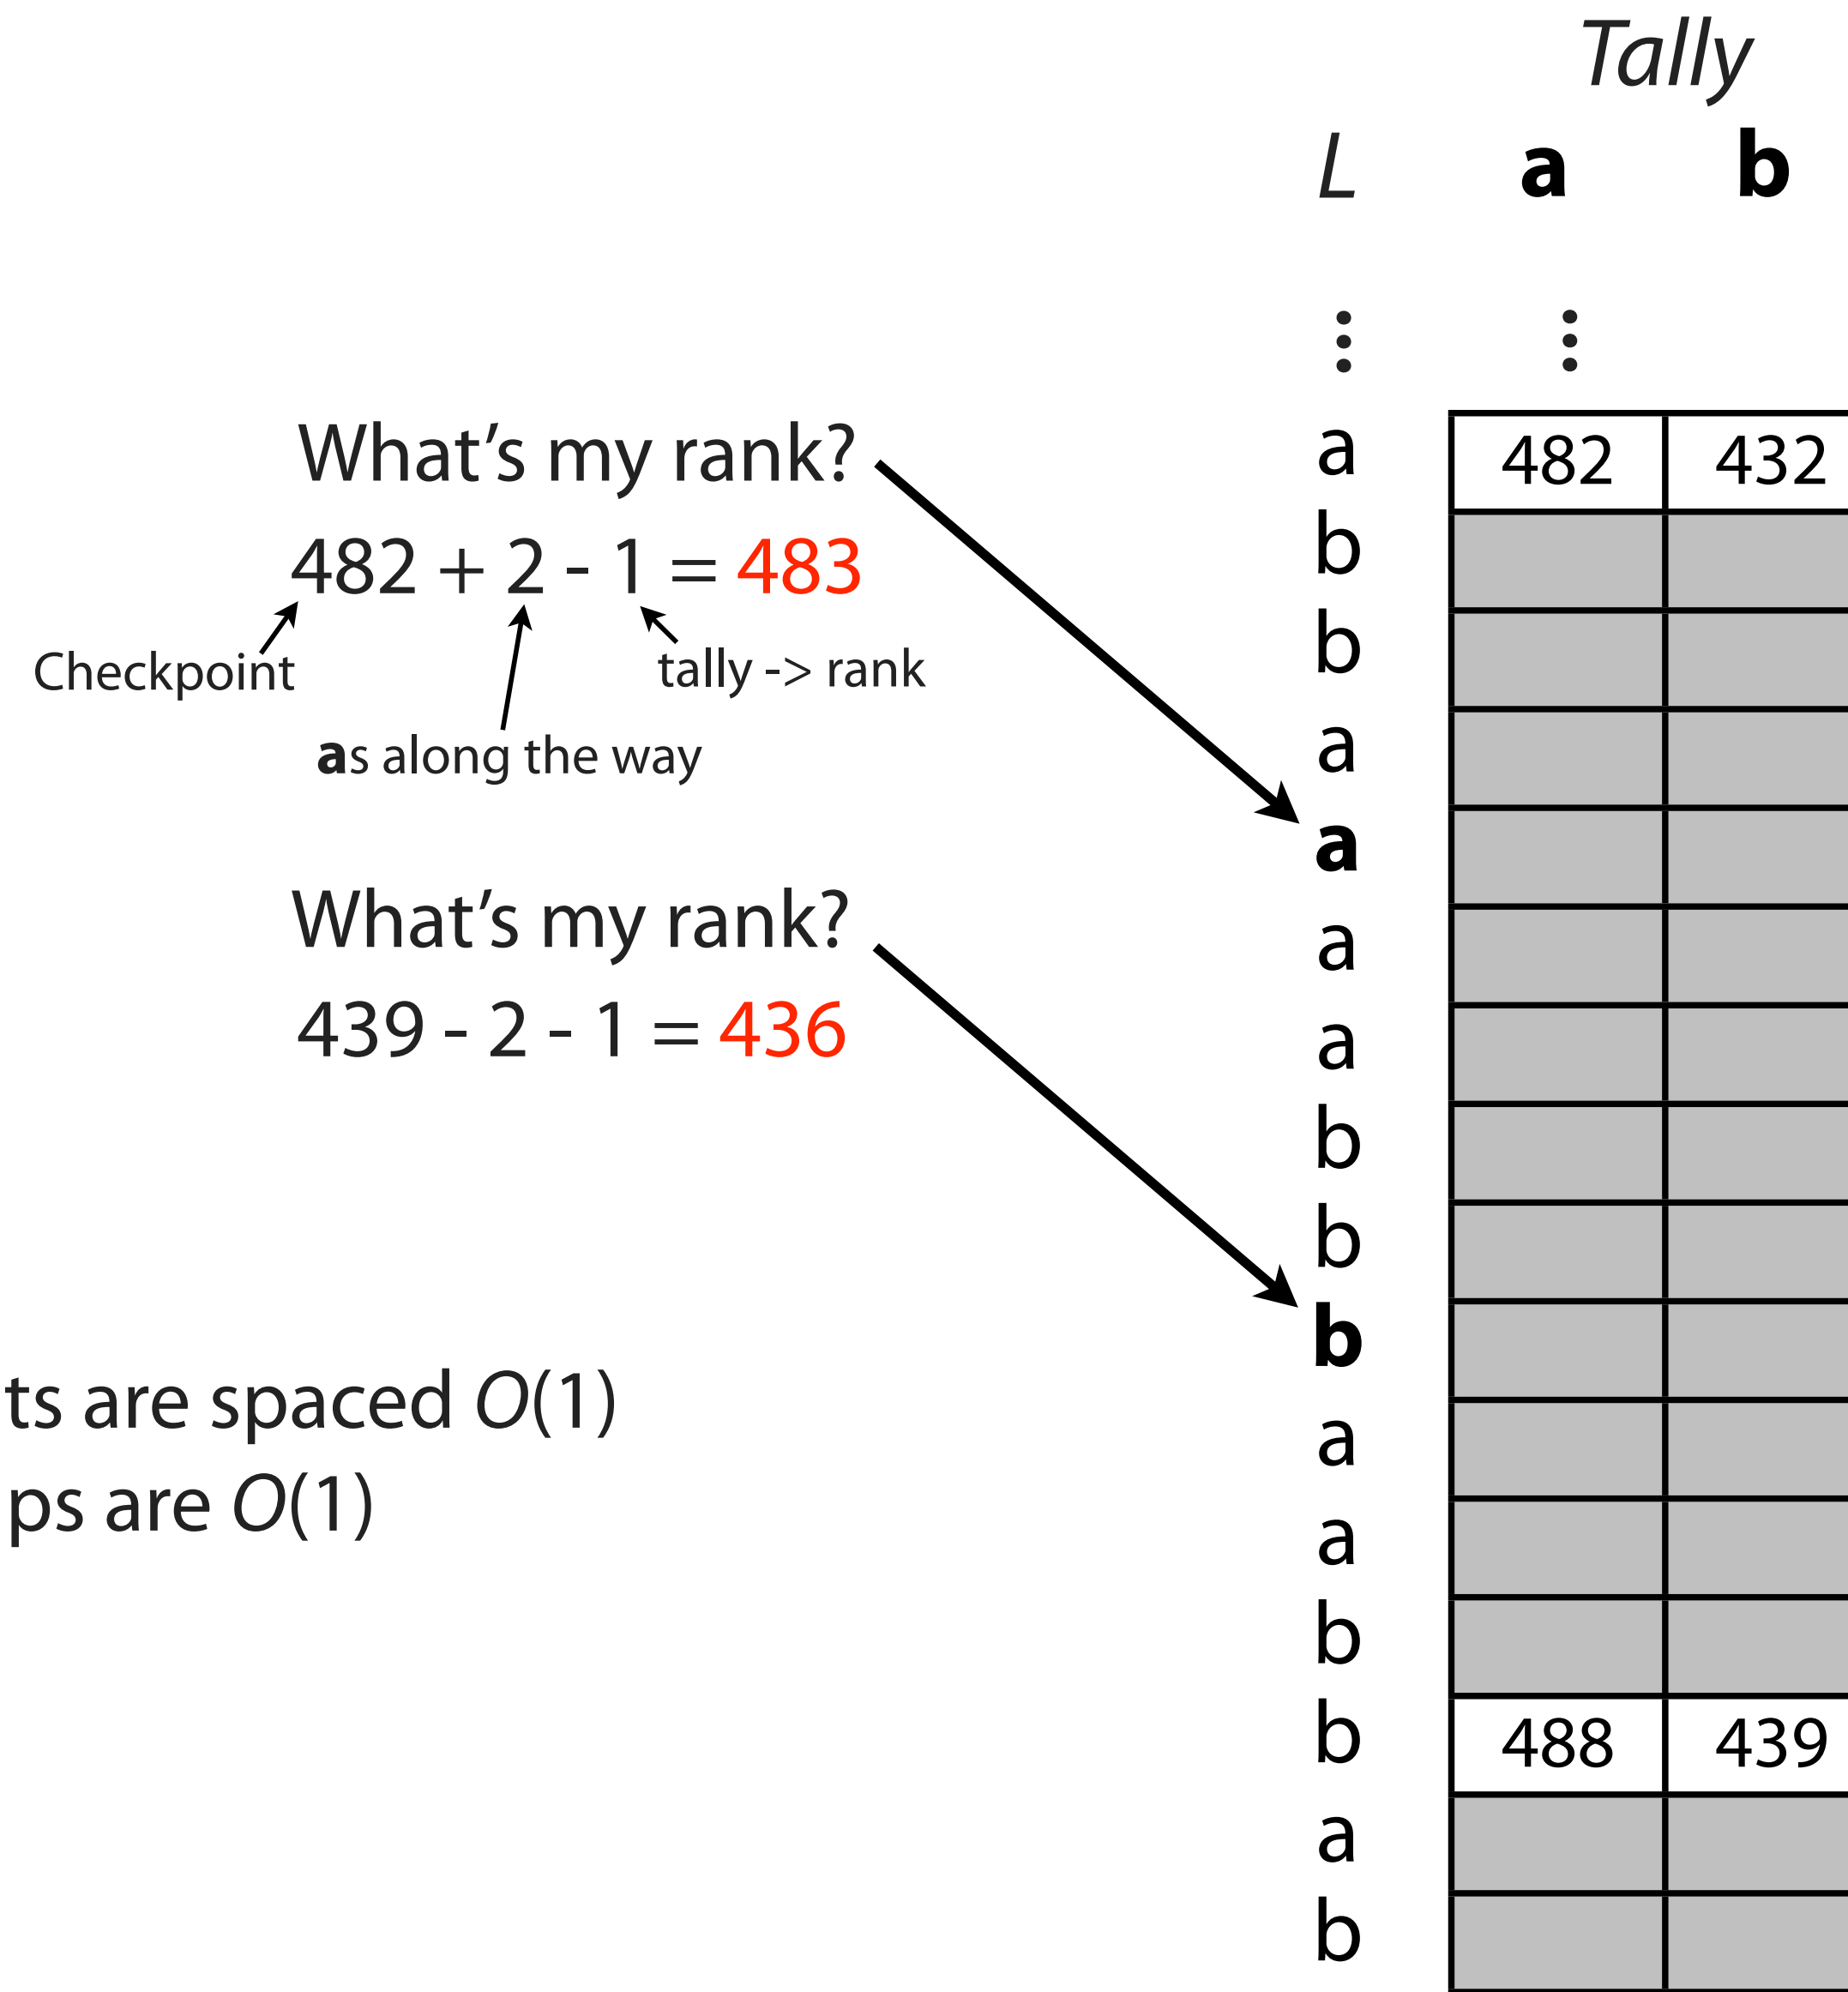 Tally
L a b
⋮ ⋮
What’s my rank?
482 + 2 - 1 = 483
Checkpoint
tally -> rank
as along the way
What’s my rank?
439 - 2 - 1 = 436
ts are spaced O(1)
ps are O(1)
a 482 432
b
b
a
a
a
a
b
b
b
a
a
b
b 488 439
a
b